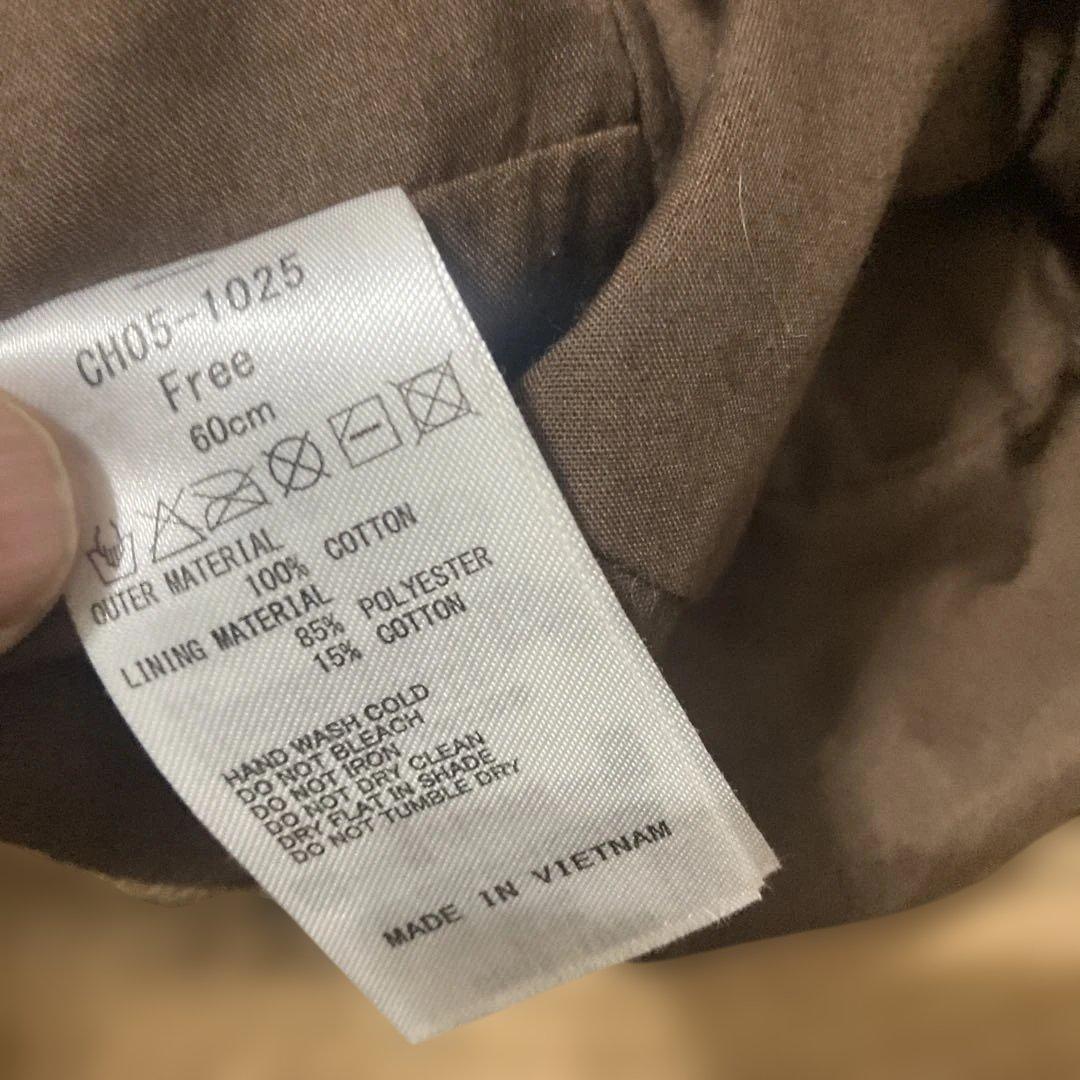 CH05-1025
Free
60cm
OUTER MATERIAL
100% COTTON
LINING MATERIAL
85% POLYESTER
15% COTTON
HAND WASH COLD
DO NOT BLEACH
DO NOT IRON
DO NOT DRY CLEAN
DRY FLAT IN SHADE
DO NOT TUMBLE DRY
MADE IN VIETNAM